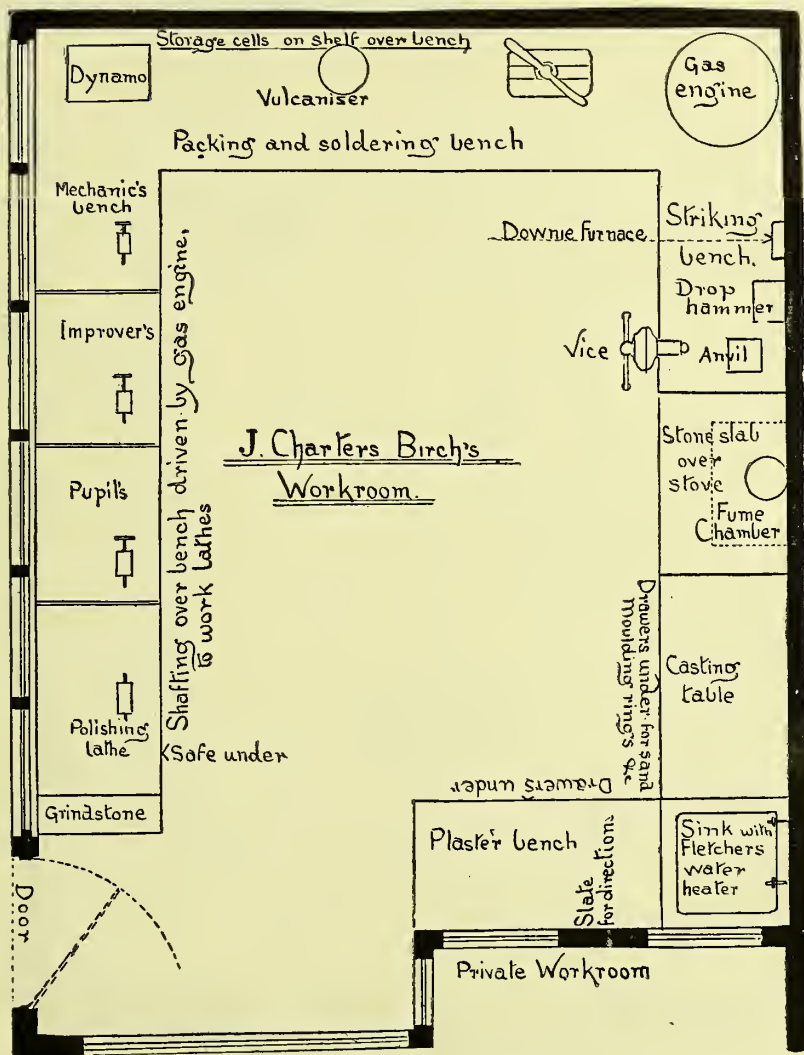 Storage cells on shelf over bench
Dynamo
Vulcaniser
Gas
engine
Packing and soldering bench
Mechanic's
bench
Striking
bench.
Downie furnace
Drop
hammer
Improver's
Vice
Anvil
Shafting over bench driven by gas engine,
to work lathes
J. Charters Birch's
Workroom.
Stone slab
over
stove
Fume
Chamber
Pupil's
Drawers under for sand
Moulding rings &c
Casting
table
Polishing
lathe
Safe under
Drawers under
Grindstone
Plaster bench
Slate
for directions
Sink with
Fletchers
water
heater
Door
Private Workroom